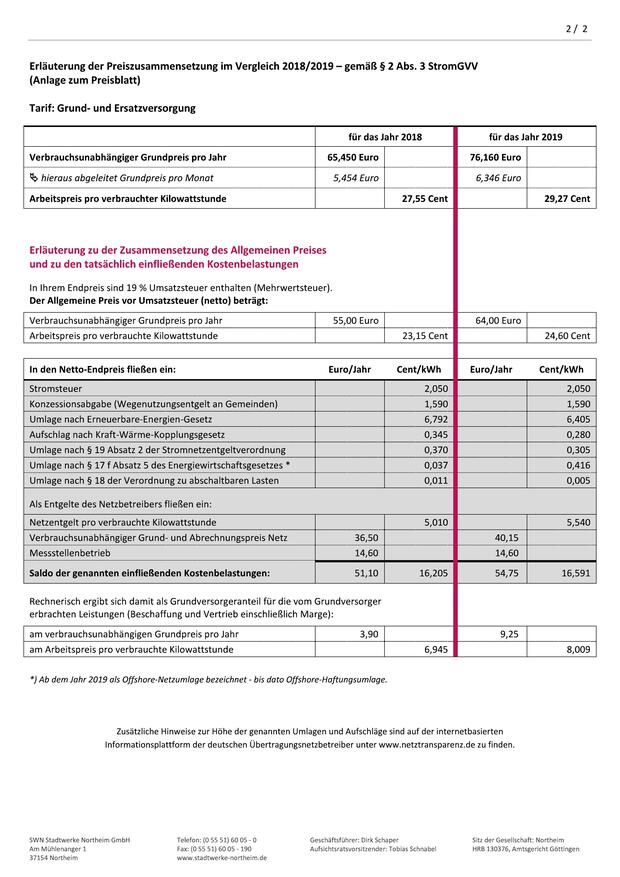 2 / 2
Erläuterung der Preiszusammensetzung im Vergleich 2018/2019 – gemäß § 2 Abs. 3 StromGVV
(Anlage zum Preisblatt)
Tarif: Grund- und Ersatzversorgung
für das Jahr 2018 für das Jahr 2019
Verbrauchsunabhängiger Grundpreis pro Jahr 65,450 Euro 76,160 Euro
hieraus abgeleitet Grundpreis pro Monat 5,454 Euro 6,346 Euro
Arbeitspreis pro verbrauchter Kilowattstunde 27,55 Cent 29,27 Cent
Erläuterung zu der Zusammensetzung des Allgemeinen Preises
und zu den tatsächlich einfließenden Kostenbelastungen
In Ihrem Endpreis sind 19 % Umsatzsteuer enthalten (Mehrwertsteuer).
Der Allgemeine Preis vor Umsatzsteuer (netto) beträgt:
Verbrauchsunabhängiger Grundpreis pro Jahr 55,00 Euro 64,00 Euro
Arbeitspreis pro verbrauchte Kilowattstunde 23,15 Cent 24,60 Cent
In den Netto-Endpreis fließen ein: Euro/Jahr Cent/kWh Euro/Jahr Cent/kWh
Stromsteuer 2,050 2,050
Konzessionsabgabe (Wegenutzungsentgelt an Gemeinden) 1,590 1,590
Umlage nach Erneuerbare-Energien-Gesetz 6,792 6,405
Aufschlag nach Kraft-Wärme-Kopplungsgesetz 0,345 0,280
Umlage nach § 19 Absatz 2 der Stromnetzentgeltverordnung 0,370 0,305
Umlage nach § 17 f Absatz 5 des Energiewirtschaftsgesetzes * 0,037 0,416
Umlage nach § 18 der Verordnung zu abschaltbaren Lasten 0,011 0,005
Als Entgelte des Netzbetreibers fließen ein:
Netzentgelt pro verbrauchte Kilowattstunde 5,010 5,540
Verbrauchsunabhängiger Grund- und Abrechnungspreis Netz 36,50 40,15
Messstellenbetrieb 14,60 14,60
Saldo der genannten einfließenden Kostenbelastungen: 51,10 16,205 54,75 16,591
Rechnerisch ergibt sich damit als Grundversorgeranteil für die vom Grundversorger
erbrachten Leistungen (Beschaffung und Vertrieb einschließlich Marge):
am verbrauchsunabhängigen Grundpreis pro Jahr 3,90 9,25
am Arbeitspreis pro verbrauchte Kilowattstunde 6,945 8,009
*) Ab dem Jahr 2019 als Offshore-Netzumlage bezeichnet - bis dato Offshore-Haftungsumlage.
Zusätzliche Hinweise zur Höhe der genannten Umlagen und Aufschläge sind auf der internetbasierten
Informationsplattform der deutschen Übertragungsnetzbetreiber unter www.netztransparenz.de zu finden.
SWN Stadtwerke Northeim GmbH Telefon: (0 55 51) 60 05 - 0 Geschäftsführer: Dirk Schaper Sitz der Gesellschaft: Northeim
Am Mühlenanger 1 Fax: (0 55 51) 60 05 - 190 Aufsichtsratsvorsitzender: Tobias Schnabel HRB 130376, Amtsgericht Göttingen
37154 Northeim www.stadtwerke-northeim.de